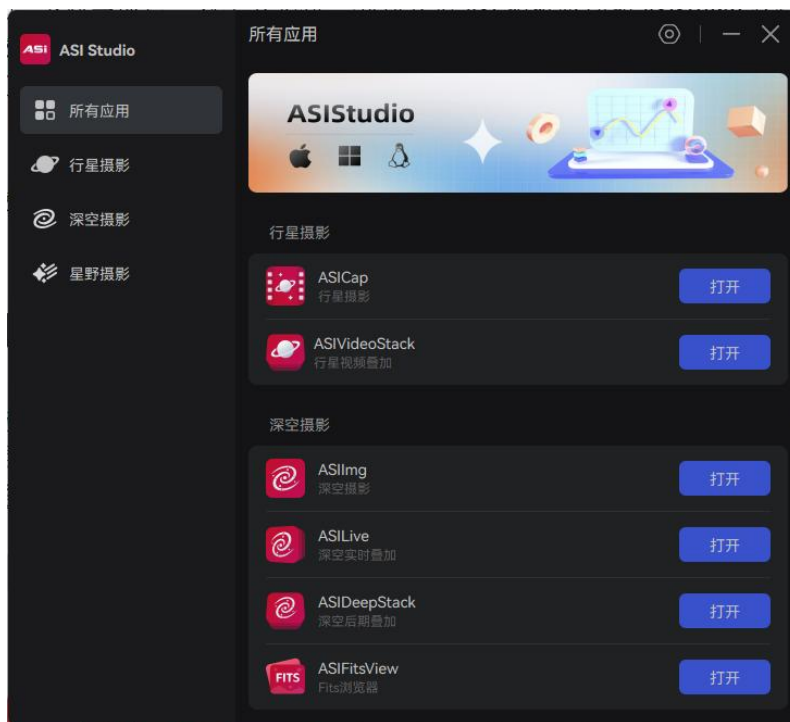 ASI ASI Studio
所有应用
行星摄影
深空摄影
星野摄影
所有应用
ASIStudio
行星摄影
ASICap
行星摄影
打开
ASIVideoStack
行星视频叠加
打开
深空摄影
ASIImg
深空摄影
打开
ASILive
深空实时叠加
打开
ASIDeepStack
深空后期叠加
打开
FITS
ASIFitsView
Fits浏览器
打开